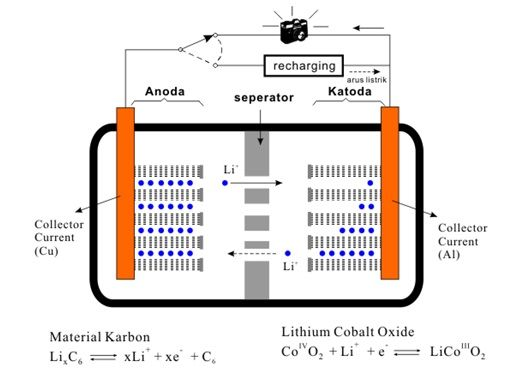 recharging
arus listrik
Anoda
seperator
Katoda
Li⁺
Collector
Current
(Cu)
Collector
Current
(Al)
Li⁺
Material Karbon
LiₓC₆ ⇌ xLi⁺ + xe⁻ + C₆
Lithium Cobalt Oxide
CoᴵⱽO₂ + Li⁺ + e⁻ ⇌ LiCoᴵᴵᴵO₂